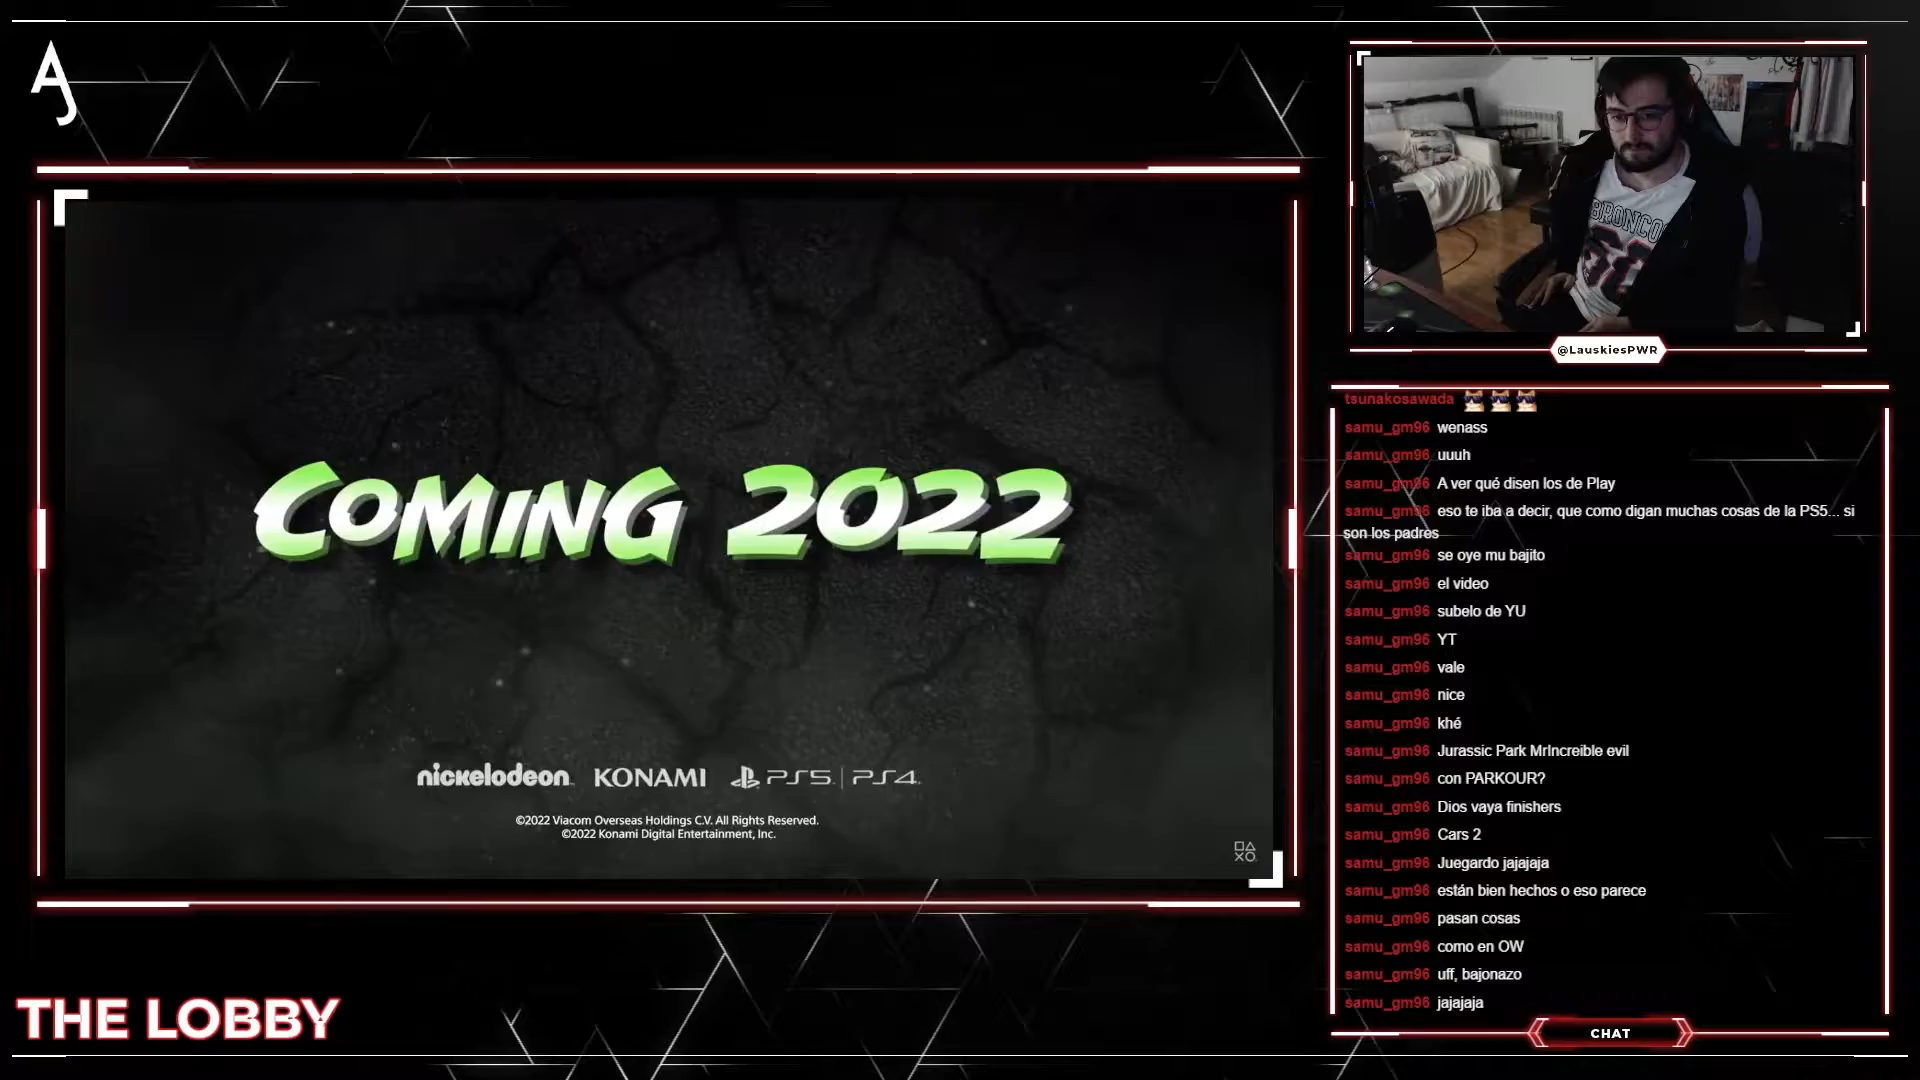 AJ
COMING 2022
nickelodeon KONAMI PS5 | PS4
©2022 Viacom Overseas Holdings C.V. All Rights Reserved.
©2022 Konami Digital Entertainment, Inc.
THE LOBBY
BRONCOS
@LauskiesPWR
tsunakosawada
samu_gm96 wenass
samu_gm96 uuuh
samu_gm96 A ver qué disen los de Play
samu_gm96 eso te iba a decir, que como digan muchas cosas de la PS5... si
son los padres
samu_gm96 se oye mu bajito
samu_gm96 el video
samu_gm96 subelo de YU
samu_gm96 YT
samu_gm96 vale
samu_gm96 nice
samu_gm96 khé
samu_gm96 Jurassic Park MrIncreible evil
samu_gm96 con PARKOUR?
samu_gm96 Dios vaya finishers
samu_gm96 Cars 2
samu_gm96 Juegardo jajajaja
samu_gm96 están bien hechos o eso parece
samu_gm96 pasan cosas
samu_gm96 como en OW
samu_gm96 uff, bajonazo
samu_gm96 jajajaja
CHAT